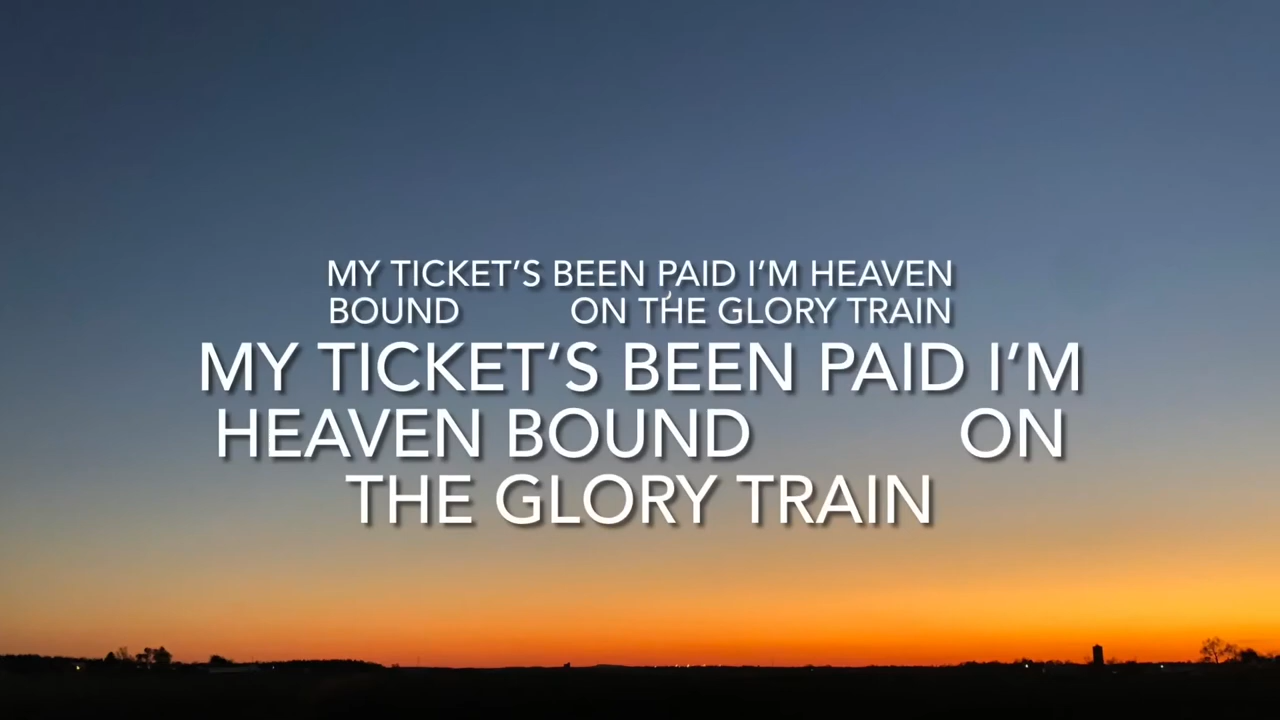 MY TICKET’S BEEN PAID I’M HEAVEN
BOUND ON THE GLORY TRAIN
MY TICKET’S BEEN PAID I’M
HEAVEN BOUND ON
THE GLORY TRAIN